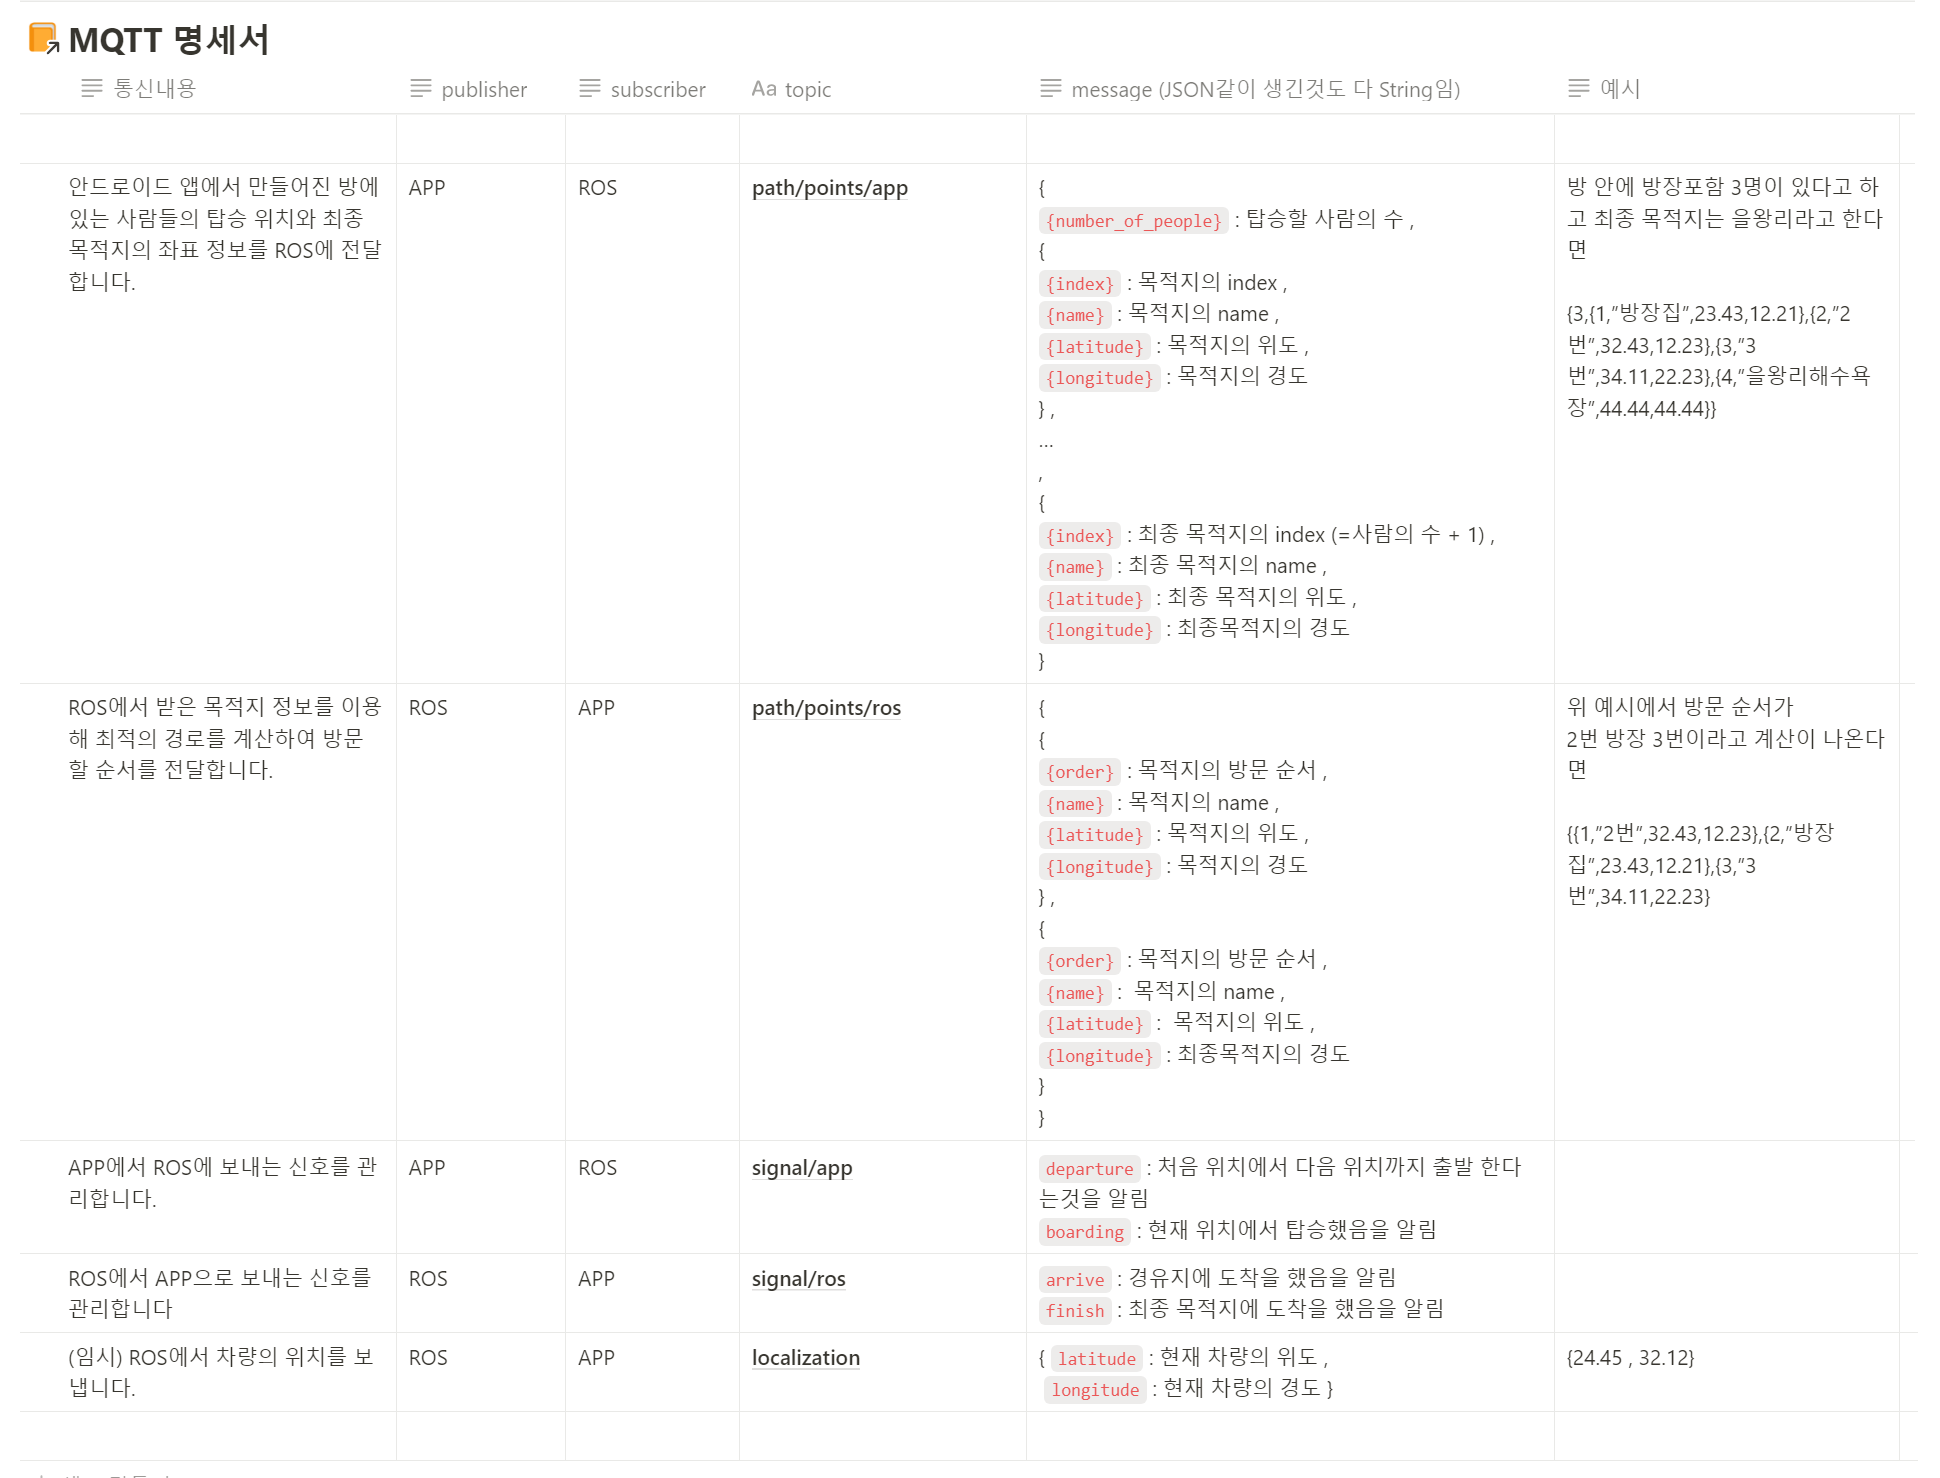 MQTT 명세서
통신내용 publisher subscriber Aa topic message (JSON같이 생긴것도 다 String임) 예시
안드로이드 앱에서 만들어진 방에
있는 사람들의 탑승 위치와 최종
목적지의 좌표 정보를 ROS에 전달
합니다.
APP
ROS
path/points/app
{
{number_of_people} : 탑승할 사람의 수 ,
{
{index} : 목적지의 index ,
{name} : 목적지의 name ,
{latitude} : 목적지의 위도 ,
{longitude} : 목적지의 경도
} ,
...
,
{
{index} : 최종 목적지의 index (=사람의 수 + 1) ,
{name} : 최종 목적지의 name ,
{latitude} : 최종 목적지의 위도 ,
{longitude} : 최종목적지의 경도
}
방 안에 방장포함 3명이 있다고 하
고 최종 목적지는 을왕리라고 한다
면
{3,{1,”방장집”,23.43,12.21},{2,”2
번”,32.43,12.23},{3,”3
번”,34.11,22.23},{4,”을왕리해수욕
장”,44.44,44.44}}
ROS에서 받은 목적지 정보를 이용
해 최적의 경로를 계산하여 방문
할 순서를 전달합니다.
ROS
APP
path/points/ros
{
{
{order} : 목적지의 방문 순서 ,
{name} : 목적지의 name ,
{latitude} : 목적지의 위도 ,
{longitude} : 목적지의 경도
} ,
{
{order} : 목적지의 방문 순서 ,
{name} : 목적지의 name ,
{latitude} : 목적지의 위도 ,
{longitude} : 최종목적지의 경도
}
}
위 예시에서 방문 순서가
2번 방장 3번이라고 계산이 나온다
면
{{1,”2번”,32.43,12.23},{2,”방장
집”,23.43,12.21},{3,”3
번”,34.11,22.23}
APP에서 ROS에 보내는 신호를 관
리합니다.
APP
ROS
signal/app
departure : 처음 위치에서 다음 위치까지 출발 한다
는것을 알림
boarding : 현재 위치에서 탑승했음을 알림
ROS에서 APP으로 보내는 신호를
관리합니다
ROS
APP
signal/ros
arrive : 경유지에 도착을 했음을 알림
finish : 최종 목적지에 도착을 했음을 알림
(임시) ROS에서 차량의 위치를 보
냅니다.
ROS
APP
localization
{ latitude : 현재 차량의 위도 ,
longitude : 현재 차량의 경도 }
{24.45 , 32.12}